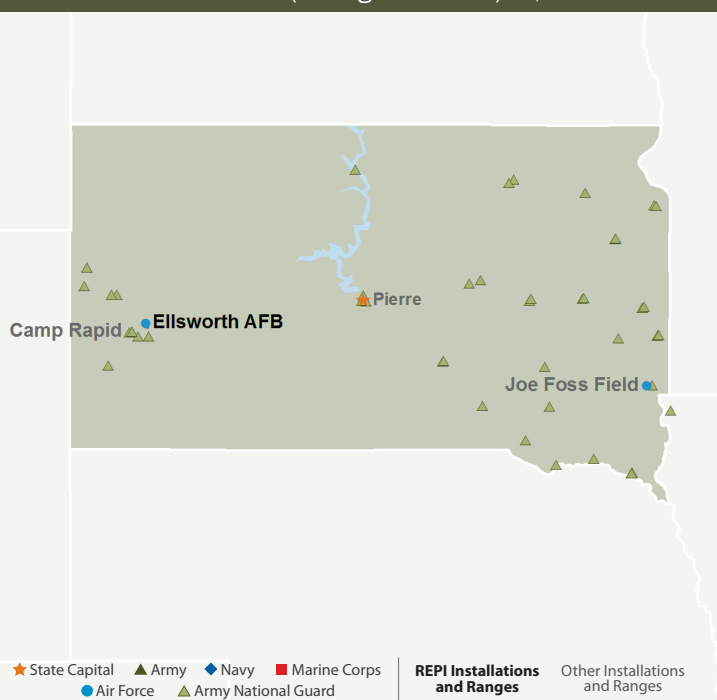 Pierre
Ellsworth AFB
Camp Rapid
Joe Foss Field
State Capital Army Navy Marine Corps
Air Force Army National Guard
REPI Installations
and Ranges
Other Installations
and Ranges